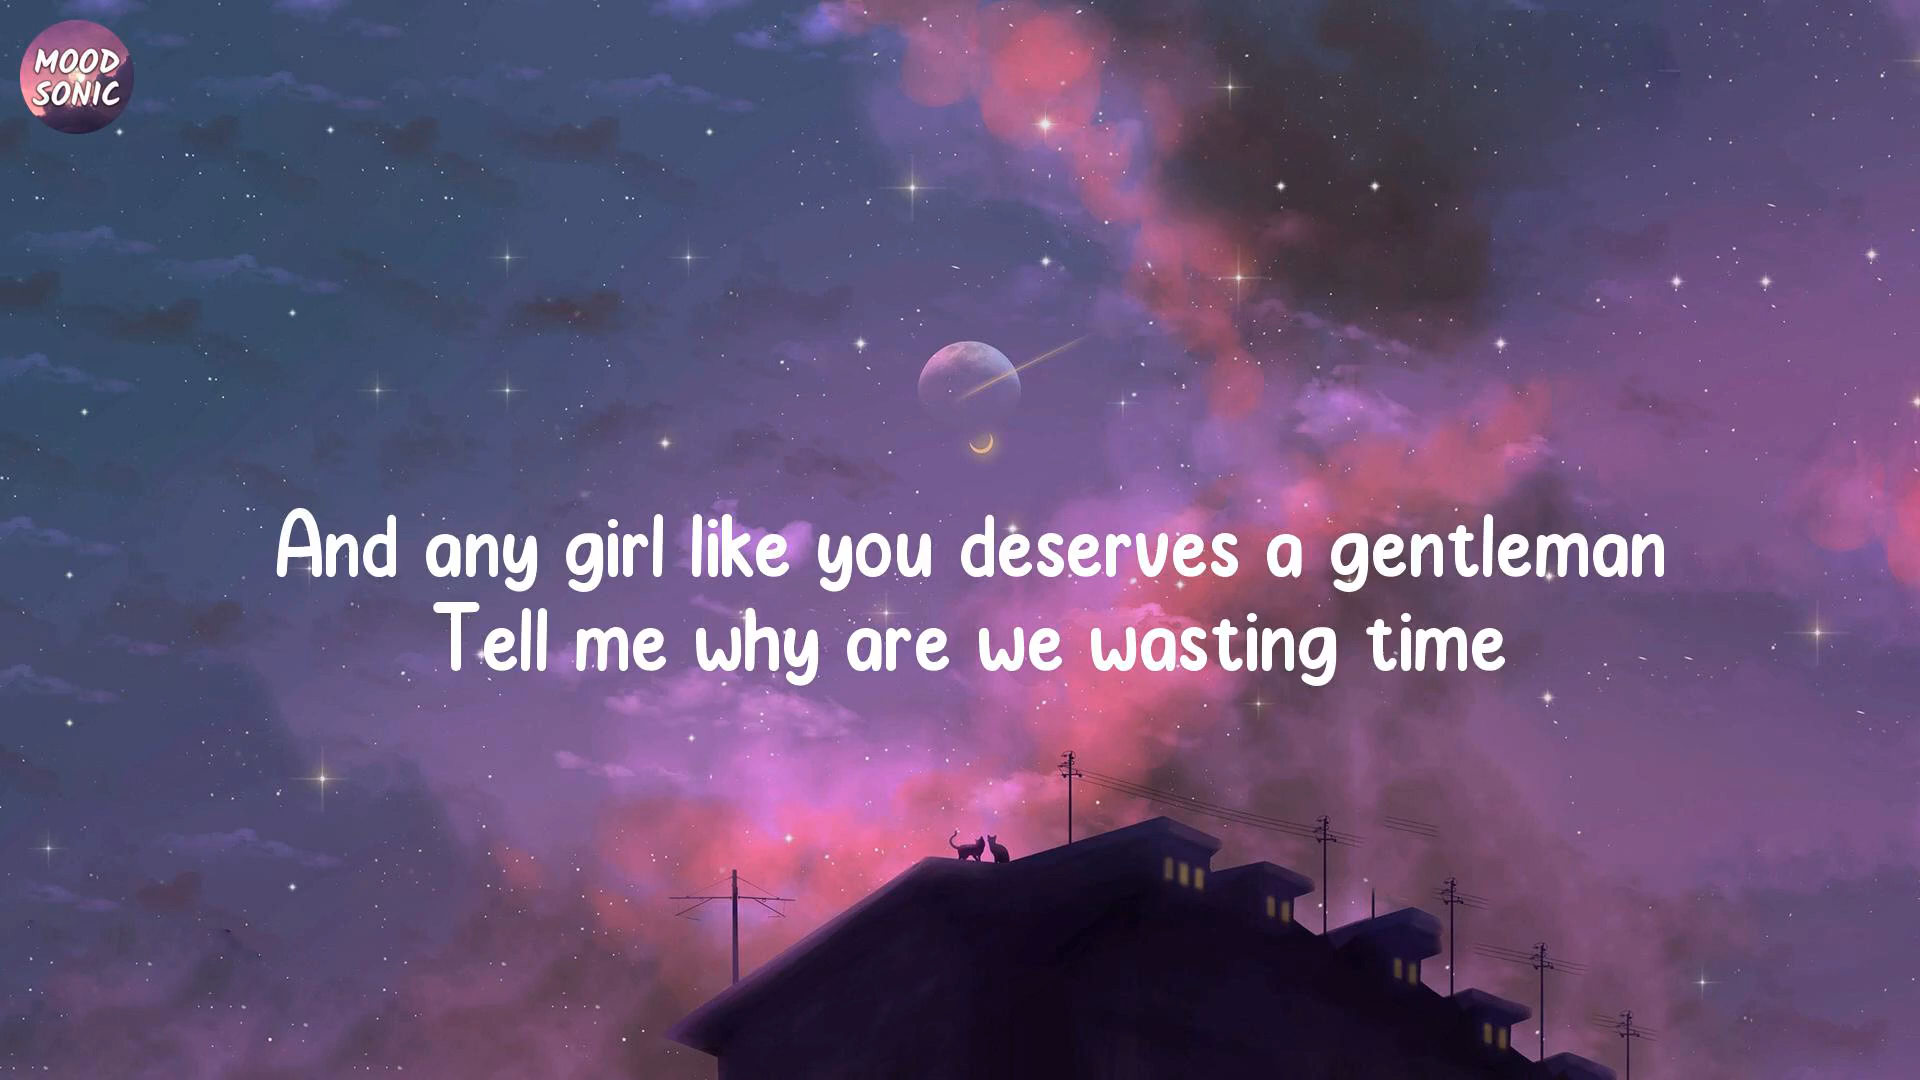 MOOD
SONIC
And any girl like you deserves a gentleman
Tell me why are we wasting time